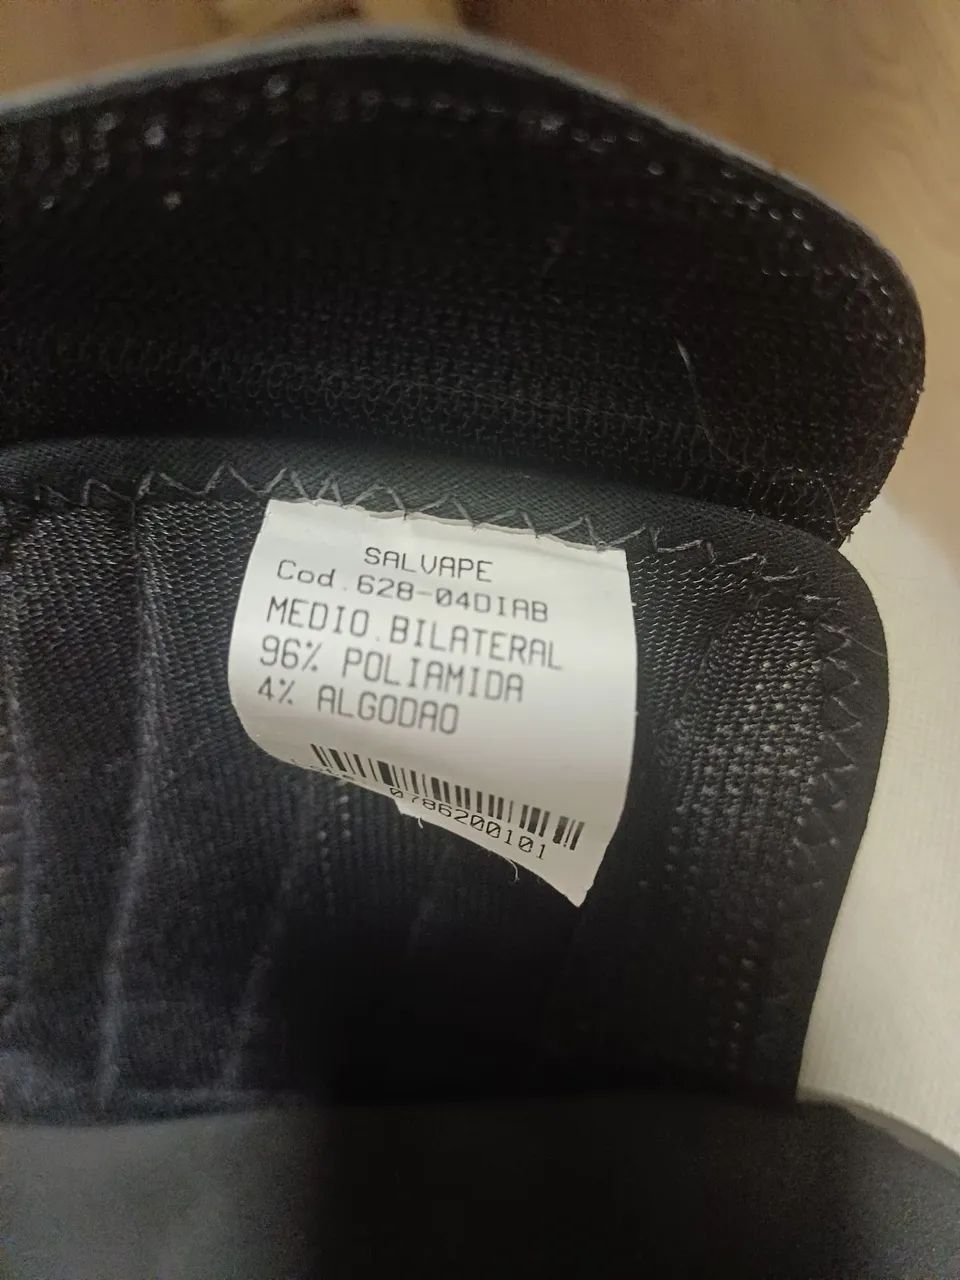 SALVAPE
Cod.628-04DIAB
MEDIO.BILATERAL
96% POLIAMIDA
4% ALGODAO
0786200101